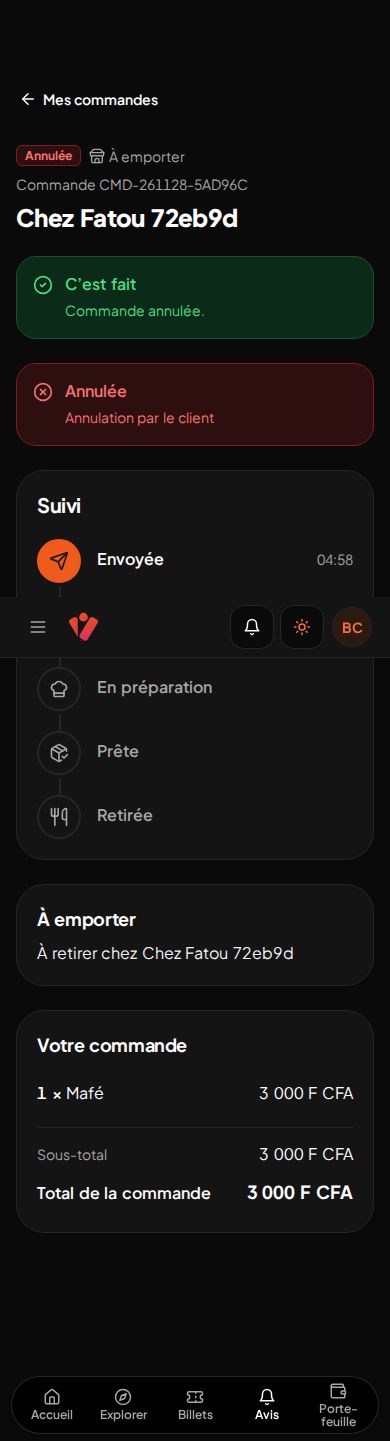 Mes commandes
Annulée À emporter
Commande CMD-261128-5AD96C
Chez Fatou 72eb9d
C’est fait
Commande annulée.
Annulée
Annulation par le client
Suivi
Envoyée 04:58
BC
En préparation
Prête
Retirée
À emporter
À retirer chez Chez Fatou 72eb9d
Votre commande
1 × Mafé 3 000 F CFA
Sous-total 3 000 F CFA
Total de la commande 3 000 F CFA
Accueil Explorer Billets Avis Porte-
feuille